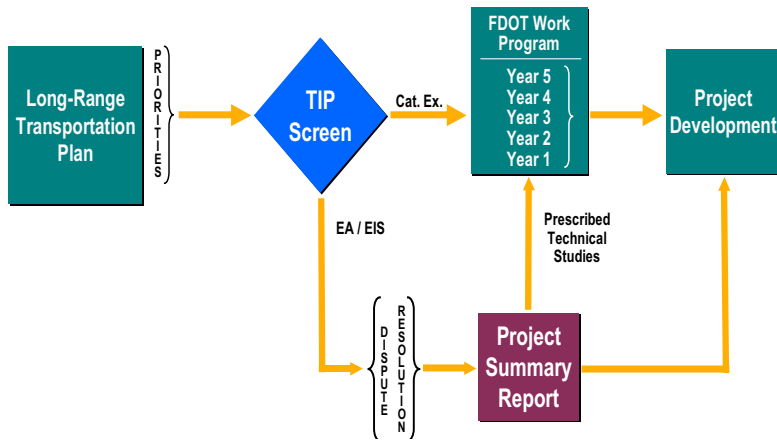 Long-Range
Transportation
Plan
PRIORITIES
TIP
Screen
Cat. Ex.
FDOT Work
Program
Year 5
Year 4
Year 3
Year 2
Year 1
Project
Development
EA / EIS
Prescribed
Technical
Studies
DISPUTE
RESOLUTION
Project
Summary
Report